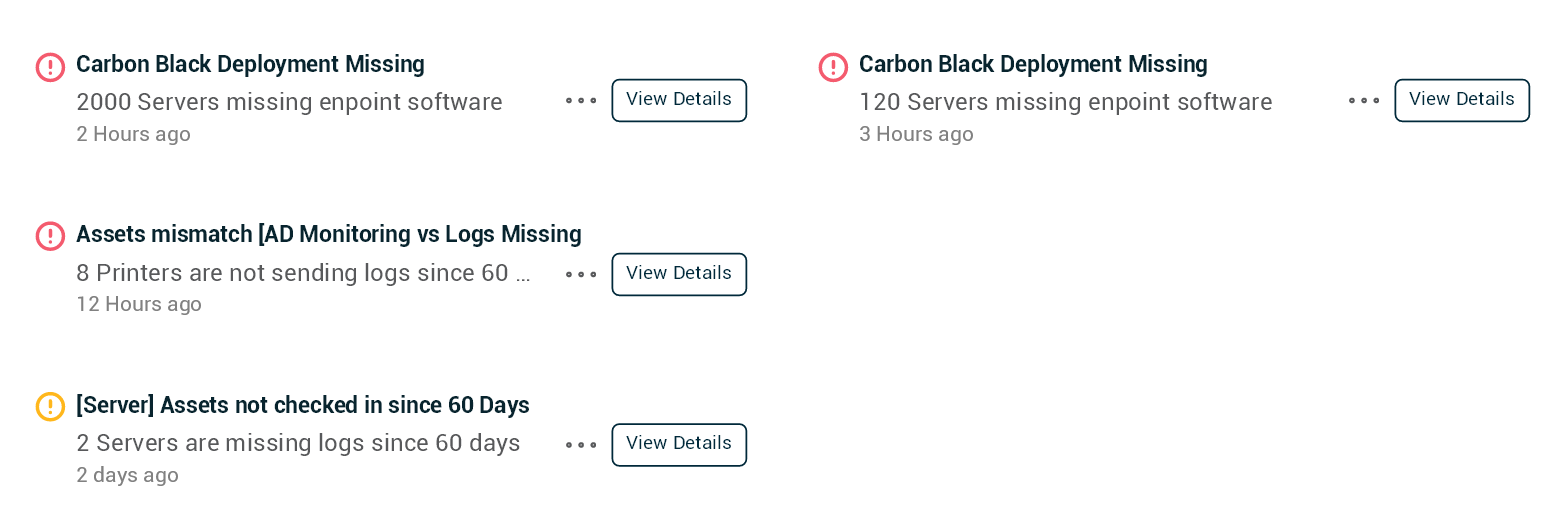 Carbon Black Deployment Missing
2000 Servers missing enpoint software
2 Hours ago
View Details
Carbon Black Deployment Missing
120 Servers missing enpoint software
3 Hours ago
View Details
Assets mismatch [AD Monitoring vs Logs Missing
8 Printers are not sending logs since 60 ...
12 Hours ago
View Details
[Server] Assets not checked in since 60 Days
2 Servers are missing logs since 60 days
2 days ago
View Details